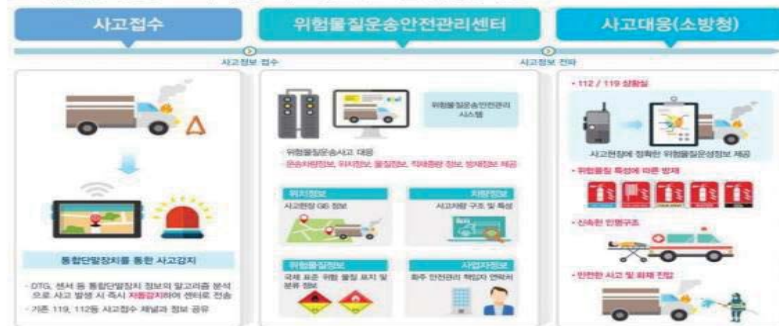 사고접수
위험물질운송안전관리센터
사고대응(소방청)
사고정보 접수
사고정보 전파
통합단말장치를 통한 사고감지
- DTG, 센서 등 통합단말장치 정보의 알고리즘 분석
으로 사고 발생 시 즉시 자동감지하여 센터로 전송
- 기존 119, 112등 사고접수 채널과 정보 공유
위험물질운송안전관리
시스템
· 위험물질운송사고 대응
· 운송차량정보, 위치정보, 물질정보, 적재중량 정보, 방재정보 제공
위치정보
사고현장 GIS 정보
차량정보
사고차량 구조 및 특성
위험물질정보
국제 표준 위험 물질 표지 및
분류 정보
사업자정보
화주 안전관리 책임자 연락처
• 112 / 119 상황실
사고현장에 정확한 위험물질운송정보 제공
• 위험물질 특성에 따른 방재
• 신속한 인명구조
• 안전한 사고 및 화재 진압